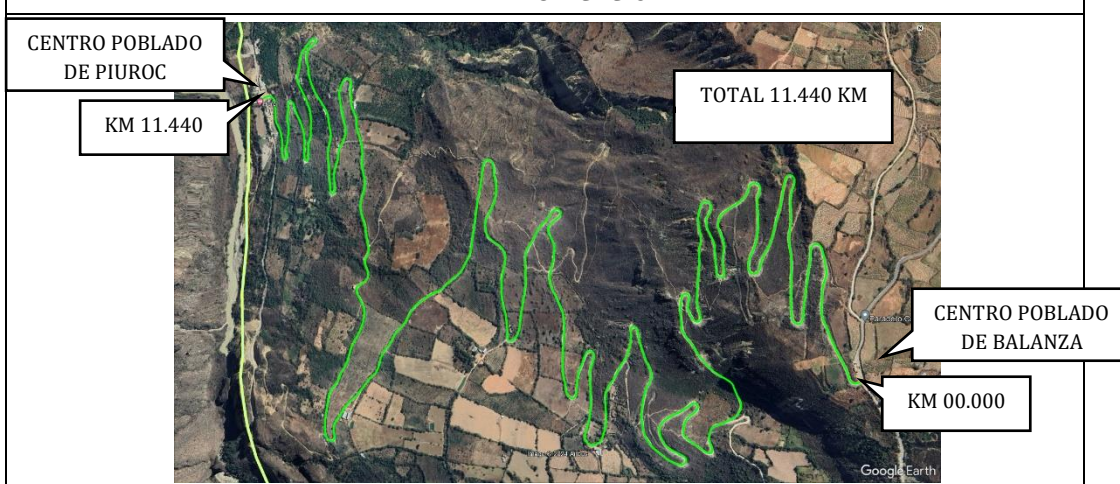 CENTRO POBLADO
DE PIUROC
KM 11.440
TOTAL 11.440 KM
CENTRO POBLADO
DE BALANZA
KM 00.000
Google Earth